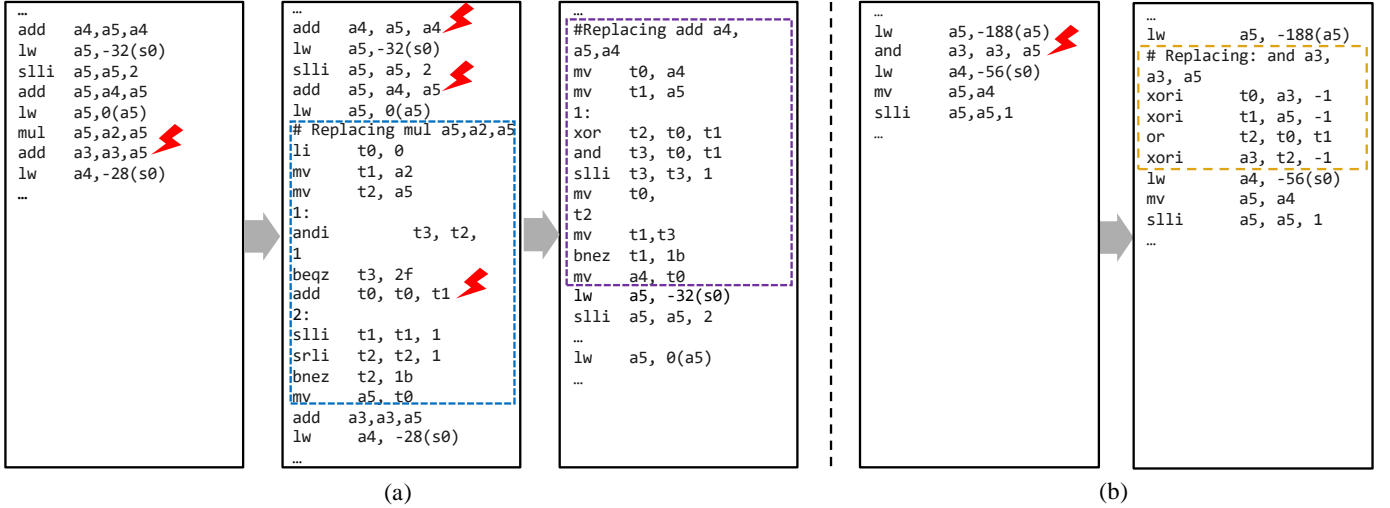 …
add a4,a5,a4
lw a5,-32(s0)
slli a5,a5,2
add a5,a4,a5
lw a5,0(a5)
mul a5,a2,a5
add a3,a3,a5
lw a4,-28(s0)
…
…
add a4, a5, a4
lw a5,-32(s0)
slli a5, a5, 2
add a5, a4, a5
lw a5, 0(a5)
# Replacing mul a5,a2,a5
li t0, 0
mv t1, a2
mv t2, a5
1:
andi t3, t2,
1
beqz t3, 2f
add t0, t0, t1
2:
slli t1, t1, 1
srli t2, t2, 1
bnez t2, 1b
mv a5, t0
add a3,a3,a5
lw a4, -28(s0)
…
…
#Replacing add a4,
a5,a4
mv t0, a4
mv t1, a5
1:
xor t2, t0, t1
and t3, t0, t1
slli t3, t3, 1
mv t0,
t2
mv t1,t3
bnez t1, 1b
mv a4, t0
lw a5, -32(s0)
slli a5, a5, 2
…
lw a5, 0(a5)
…
(a)
…
lw a5,-188(a5)
and a3, a3, a5
lw a4,-56(s0)
mv a5,a4
slli a5,a5,1
…
…
lw a5, -188(a5)
# Replacing: and a3,
a3, a5
xori t0, a3, -1
xori t1, a5, -1
or t2, t0, t1
xori a3, t2, -1
lw a4, -56(s0)
mv a5, a4
slli a5, a5, 1
…
(b)